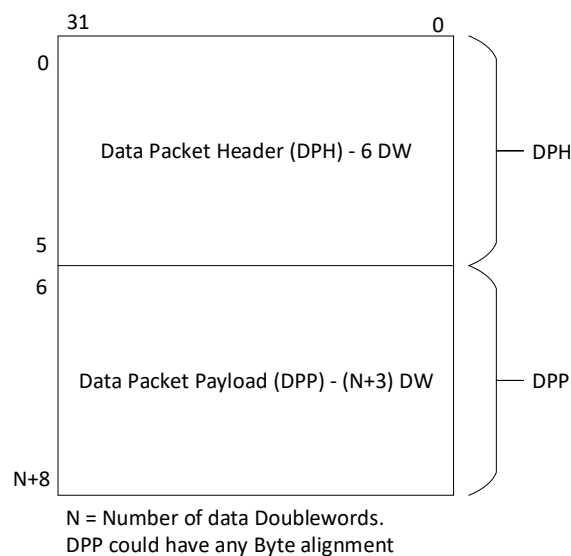 31 0
0
Data Packet Header (DPH) - 6 DW
DPH
5
6
Data Packet Payload (DPP) - (N+3) DW
DPP
N+8
N = Number of data Doublewords.
DPP could have any Byte alignment